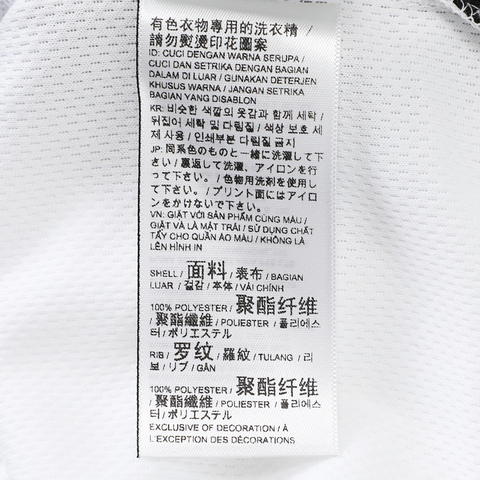 有色衣物專用的洗衣精 /
請勿熨燙印花圖案
ID: CUCI DENGAN WARNA SERUPA /
CUCI DAN SETRIKA DENGAN BAGIAN
DALAM DI LUAR / GUNAKAN DETERJEN
KHUSUS WARNA / JANGAN SETRIKA
BAGIAN YANG DISABLON
KR: 비슷한 색깔의 옷감과 함께 세탁 /
뒤집어 세탁 및 다림질 / 색상 보호 세
제 사용 / 인쇄부분 다림질 금지
JP: 同系色のものと一緒に洗濯して下
さい / 裏返して洗濯、アイロンを行っ
て下さい。/ 色物用洗剤を使用し
て下さい。/ プリント面にはアイロ
ンをかけないで下さい。
VN: GIẶT VỚI SẢN PHẨM CÙNG MÀU /
GIẶT VÀ LÀ MẶT TRÁI / SỬ DỤNG CHẤT
TẨY CHO QUẦN ÁO MÀU / KHÔNG LÀ
LÊN HÌNH IN
SHELL / 面料 / 表布 / BAGIAN
LUAR / 겉감 / 本体 / VẢI CHÍNH
100% POLYESTER / 聚酯纤维
/ 聚酯纖維 / POLIESTER / 폴리에스
터 / ポリエステル
RIB / 罗纹 / 羅紋 / TULANG / 리
브 / リブ / GÂN
100% POLYESTER / 聚酯纤维
/ 聚酯纖維 / POLIESTER / 폴리에스
터 / ポリエステル
EXCLUSIVE OF DECORATION / À
L'EXCEPTION DES DÉCORATIONS